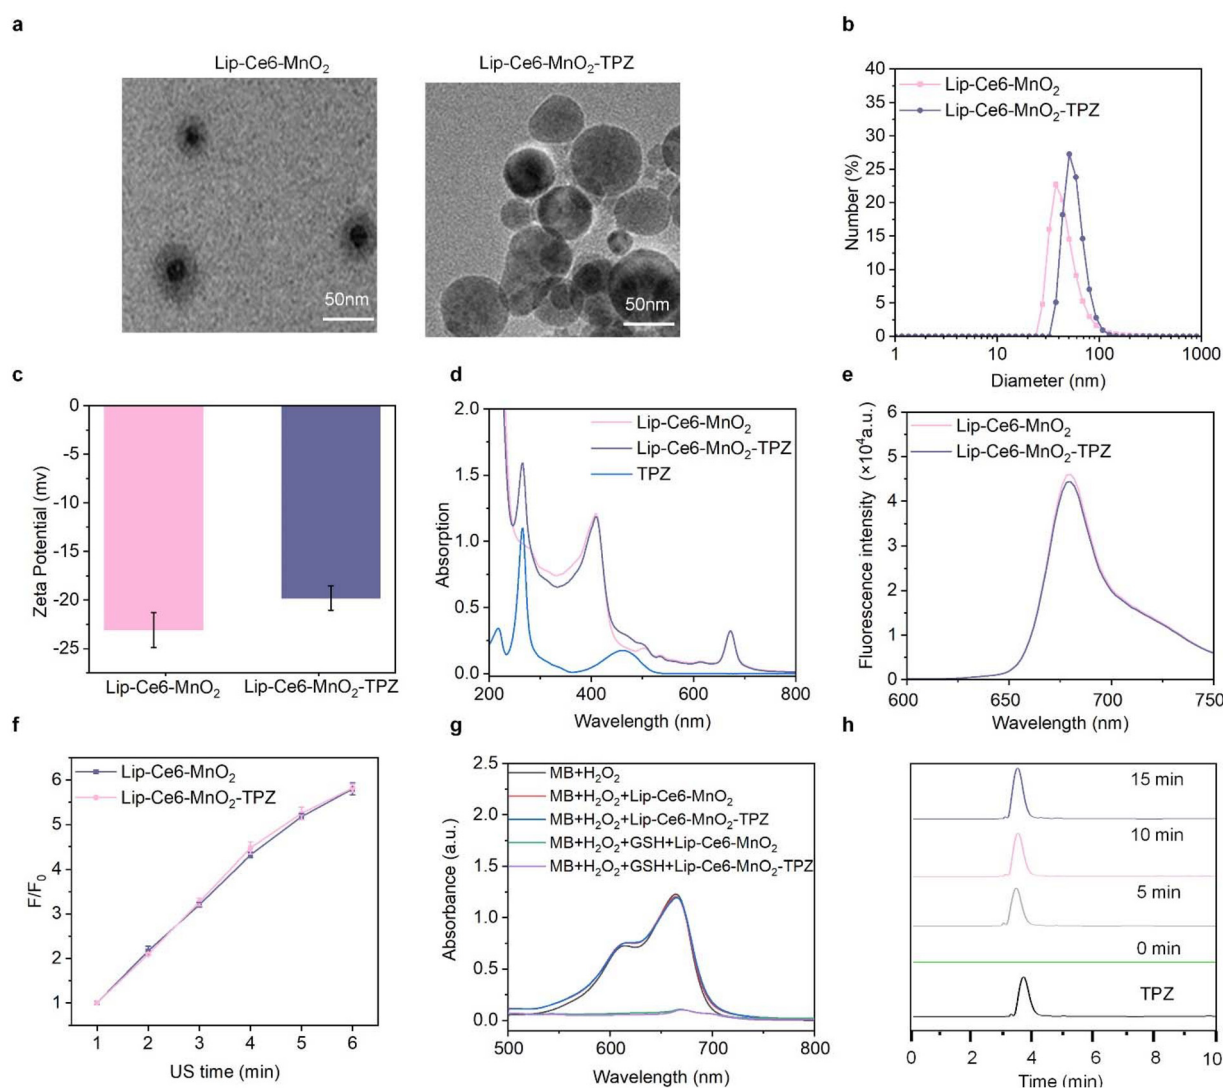 a
Lip-Ce6-MnO₂
Lip-Ce6-MnO₂-TPZ
50nm
50nm
b
Lip-Ce6-MnO₂
Lip-Ce6-MnO₂-TPZ
40
35
30
25
20
15
10
5
0
Number (%)
1 10 100 1000
Diameter (nm)
c
0
-5
-10
-15
-20
-25
Zeta Potential (mv)
Lip-Ce6-MnO₂ Lip-Ce6-MnO₂-TPZ
d
Lip-Ce6-MnO₂
Lip-Ce6-MnO₂-TPZ
TPZ
2.0
1.5
1.0
0.5
0.0
Absorption
200 400 600 800
Wavelength (nm)
e
Lip-Ce6-MnO₂
Lip-Ce6-MnO₂-TPZ
6
5
4
3
2
1
0
Fluorescence intensity (×10⁴a.u.)
600 650 700 750
Wavelength (nm)
f
Lip-Ce6-MnO₂
Lip-Ce6-MnO₂-TPZ
6
5
4
3
2
1
F/F₀
1 2 3 4 5 6
US time (min)
g
MB+H₂O₂
MB+H₂O₂+Lip-Ce6-MnO₂
MB+H₂O₂+Lip-Ce6-MnO₂-TPZ
MB+H₂O₂+GSH+Lip-Ce6-MnO₂
MB+H₂O₂+GSH+Lip-Ce6-MnO₂-TPZ
2.5
2.0
1.5
1.0
0.5
0.0
Absorbance (a.u.)
500 600 700 800
Wavelength (nm)
h
15 min
10 min
5 min
0 min
TPZ
0 2 4 6 8 10
Time (min)